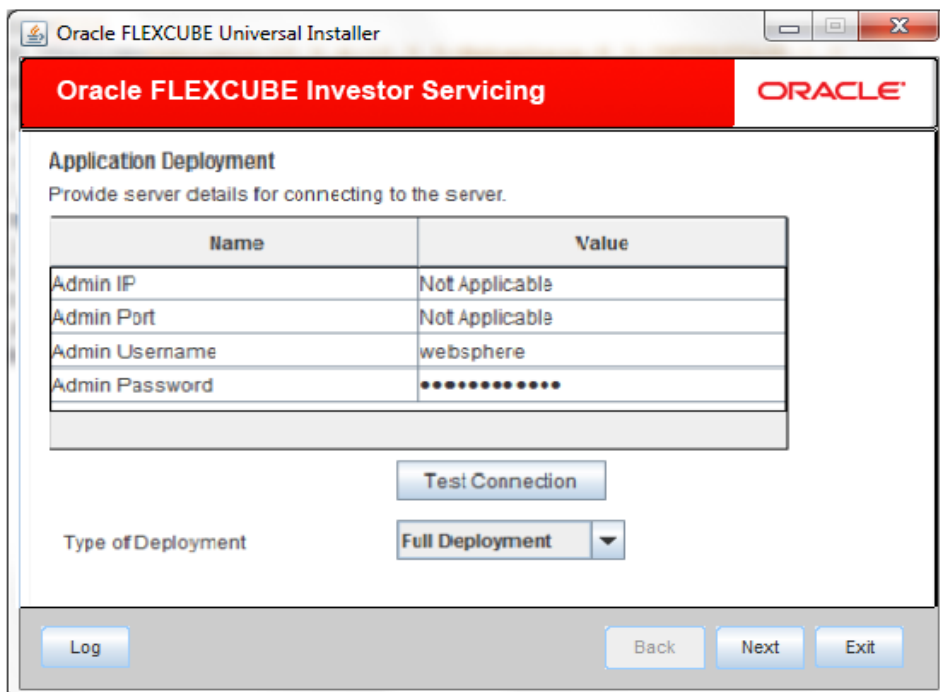 Oracle FLEXCUBE Universal Installer
Oracle FLEXCUBE Investor Servicing ORACLE
Application Deployment
Provide server details for connecting to the server.
Name Value
Admin IP Not Applicable
Admin Port Not Applicable
Admin Username websphere
Admin Password ••••••••••••
Test Connection
Type of Deployment Full Deployment
Log Back Next Exit